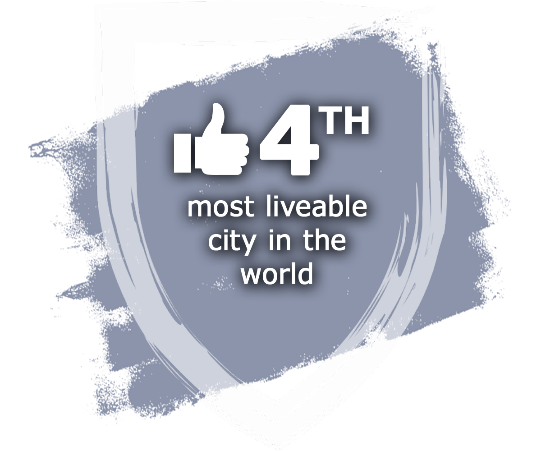 4TH
most liveable
city in the
world